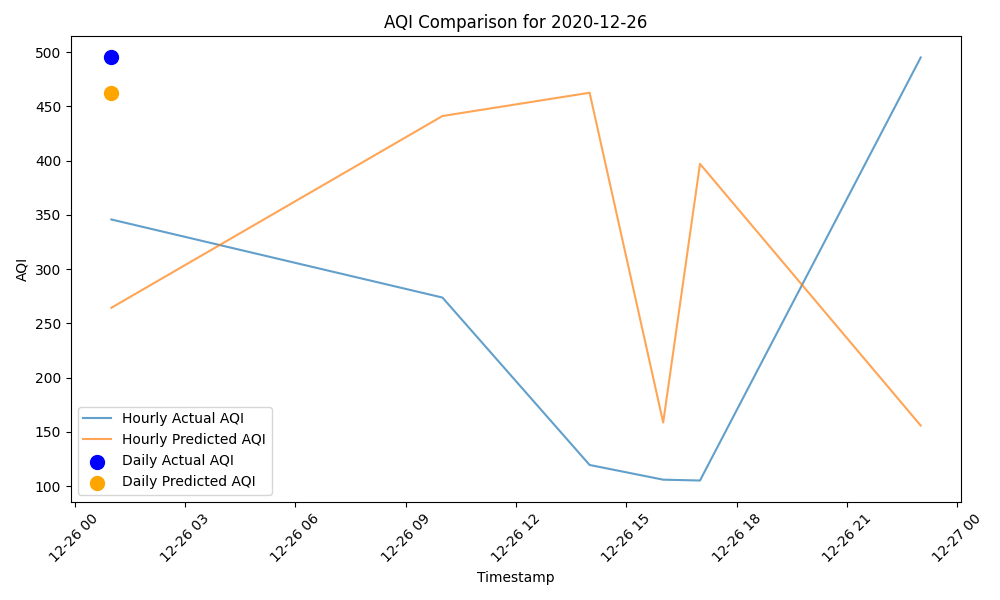 AQI Comparison for 2020-12-26
AQI
500
450
400
350
300
250
200
150
100
Hourly Actual AQI
Hourly Predicted AQI
Daily Actual AQI
Daily Predicted AQI
12-26 00
12-26 03
12-26 06
12-26 09
12-26 12
12-26 15
12-26 18
12-26 21
12-27 00
Timestamp